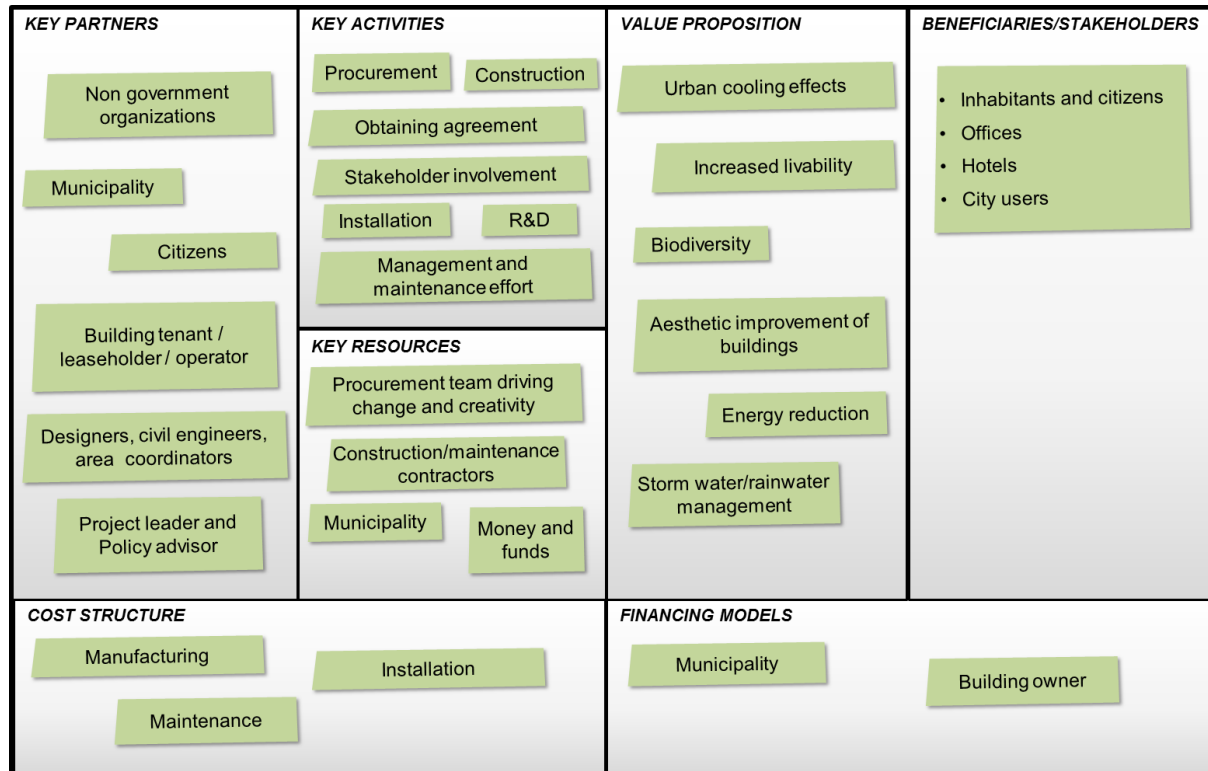 KEY PARTNERS
Non government
organizations
Municipality
Citizens
Building tenant /
leaseholder / operator
Designers, civil engineers,
area coordinators
Project leader and
Policy advisor
KEY ACTIVITIES
Procurement
Construction
Obtaining agreement
Stakeholder involvement
Installation
R&D
Management and
maintenance effort
KEY RESOURCES
Procurement team driving
change and creativity
Construction/maintenance
contractors
Municipality
Money and
funds
VALUE PROPOSITION
Urban cooling effects
Increased livability
Biodiversity
Aesthetic improvement of
buildings
Energy reduction
Storm water/rainwater
management
BENEFICIARIES/STAKEHOLDERS
• Inhabitants and citizens
• Offices
• Hotels
• City users
COST STRUCTURE
Manufacturing
Installation
Maintenance
FINANCING MODELS
Municipality
Building owner